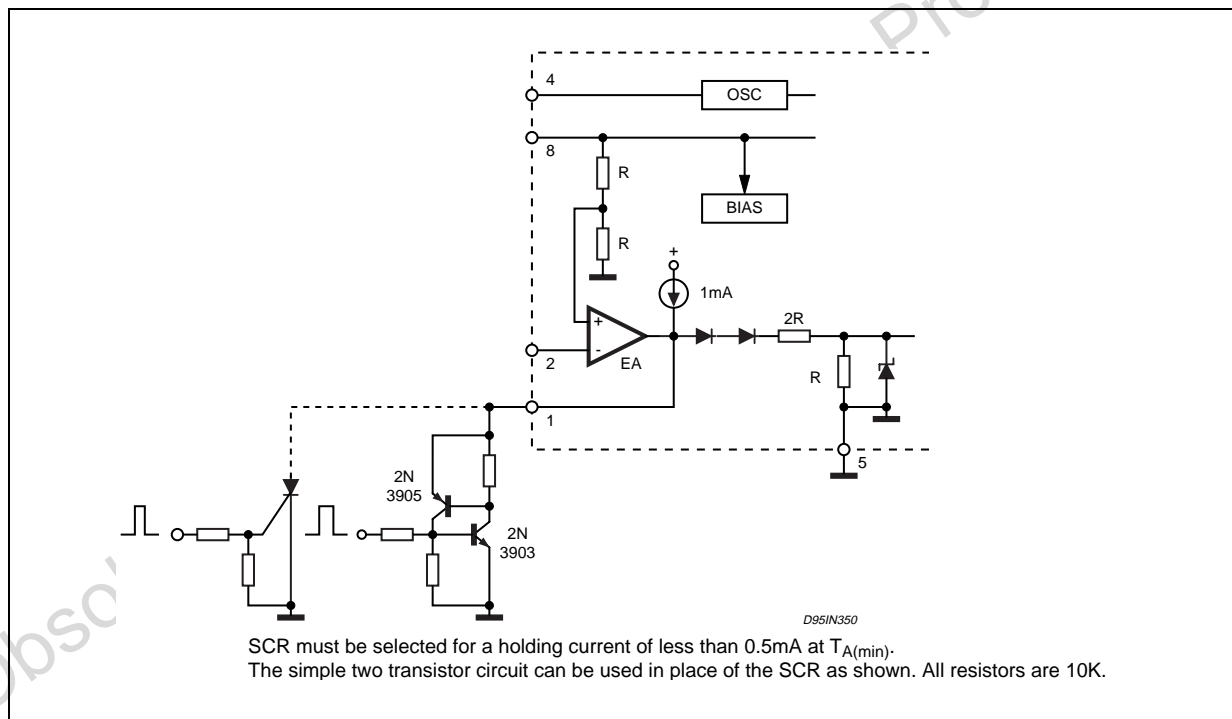 Pro
4
OSC
8
R
BIAS
R
+
1mA
2R
+
-
EA
R
2
1
5
2N
3905
2N
3903
D95IN350
SCR must be selected for a holding current of less than 0.5mA at TA(min).
The simple two transistor circuit can be used in place of the SCR as shown. All resistors are 10K.
Obsol